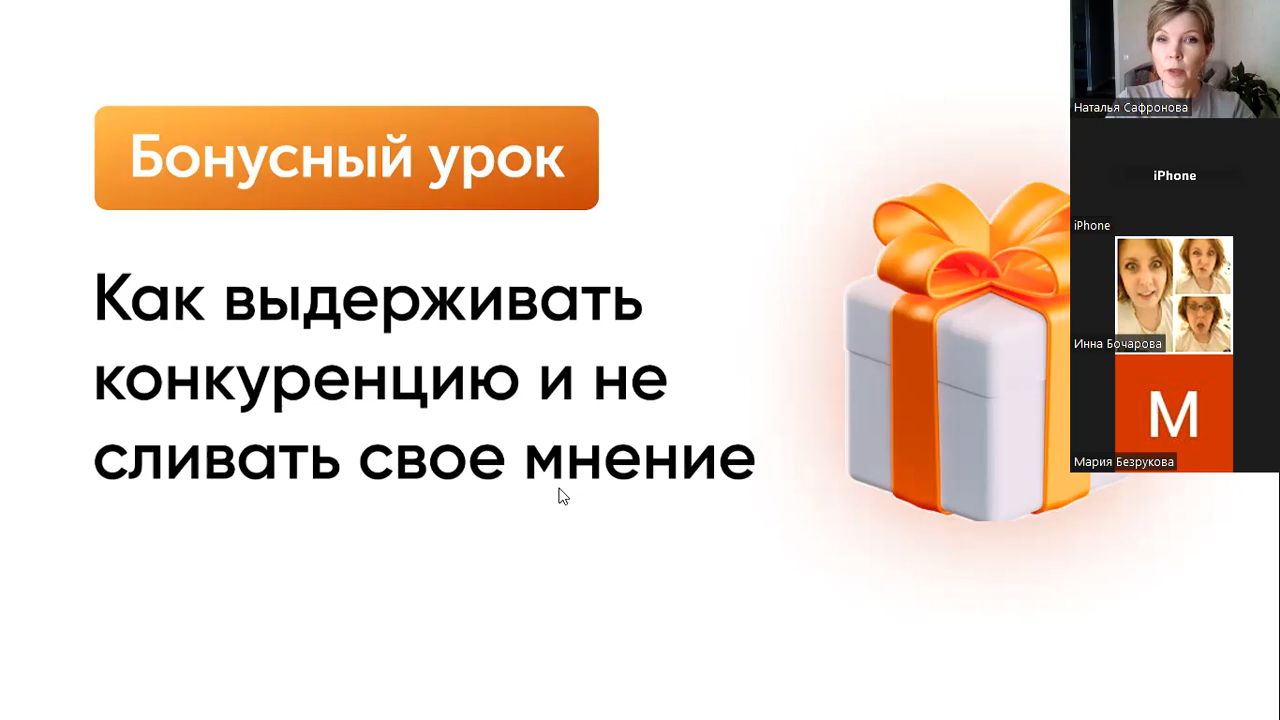 Бонусный урок
Как выдерживать
конкуренцию и не
сливать свое мнение
Наталья Сафронова
iPhone
iPhone
Инна Бочарова
М
Мария Безрукова